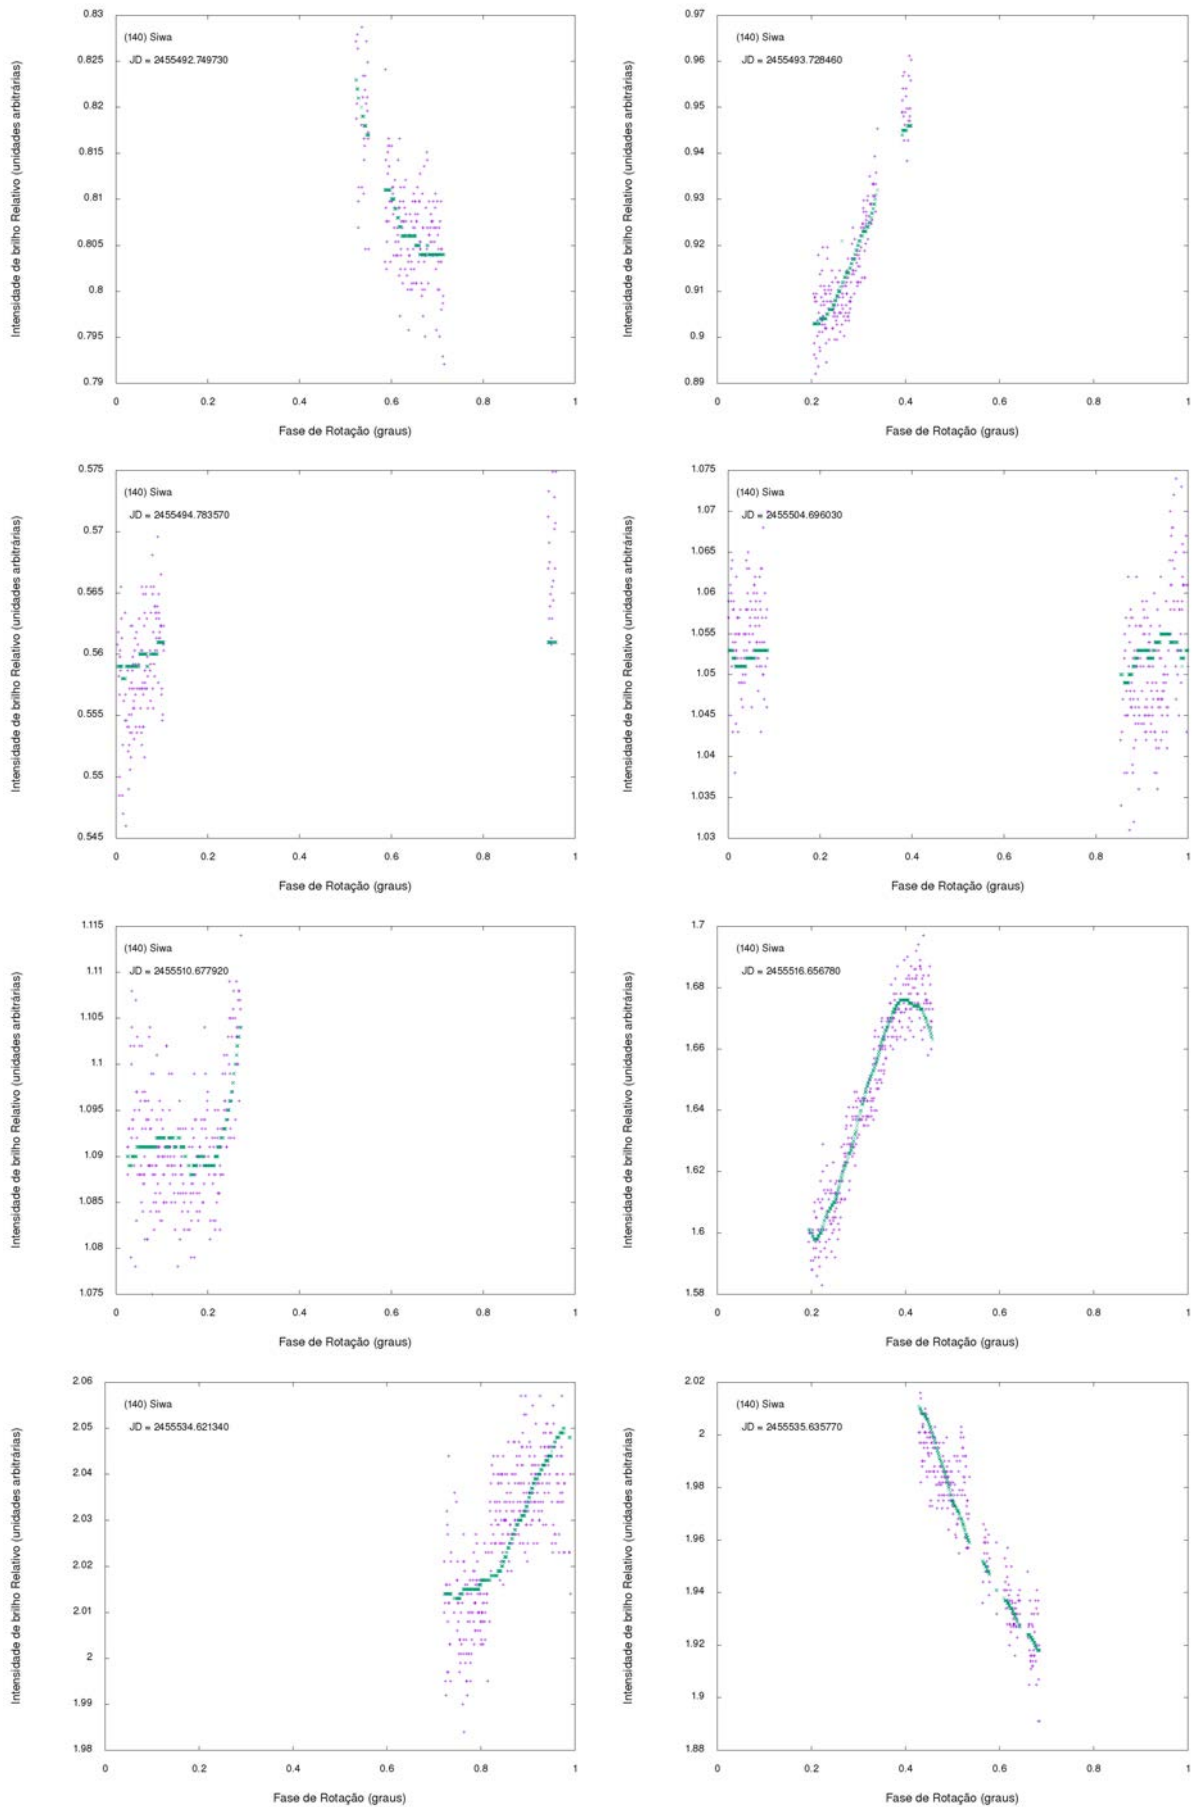 0.83
0.825
0.82
0.815
0.81
0.805
0.8
0.795
0.79
Intensidade de brilho Relativo (unidades arbitrárias)
(140) Siwa
JD = 2455492.749730
0 0.2 0.4 0.6 0.8 1
Fase de Rotação (graus)
0.97
0.96
0.95
0.94
0.93
0.92
0.91
0.9
0.89
Intensidade de brilho Relativo (unidades arbitrárias)
(140) Siwa
JD = 2455493.728460
0 0.2 0.4 0.6 0.8 1
Fase de Rotação (graus)
0.575
0.57
0.565
0.56
0.555
0.55
0.545
Intensidade de brilho Relativo (unidades arbitrárias)
(140) Siwa
JD = 2455494.783570
0 0.2 0.4 0.6 0.8 1
Fase de Rotação (graus)
1.075
1.07
1.065
1.06
1.055
1.05
1.045
1.04
1.035
1.03
Intensidade de brilho Relativo (unidades arbitrárias)
(140) Siwa
JD = 2455504.696030
0 0.2 0.4 0.6 0.8 1
Fase de Rotação (graus)
1.115
1.11
1.105
1.1
1.095
1.09
1.085
1.08
1.075
Intensidade de brilho Relativo (unidades arbitrárias)
(140) Siwa
JD = 2455510.677920
0 0.2 0.4 0.6 0.8 1
Fase de Rotação (graus)
1.7
1.68
1.66
1.64
1.62
1.6
1.58
Intensidade de brilho Relativo (unidades arbitrárias)
(140) Siwa
JD = 2455516.656780
0 0.2 0.4 0.6 0.8 1
Fase de Rotação (graus)
2.06
2.05
2.04
2.03
2.02
2.01
2
1.99
1.98
Intensidade de brilho Relativo (unidades arbitrárias)
(140) Siwa
JD = 2455534.621340
0 0.2 0.4 0.6 0.8 1
Fase de Rotação (graus)
2.02
2
1.98
1.96
1.94
1.92
1.9
1.88
Intensidade de brilho Relativo (unidades arbitrárias)
(140) Siwa
JD = 2455535.635770
0 0.2 0.4 0.6 0.8 1
Fase de Rotação (graus)